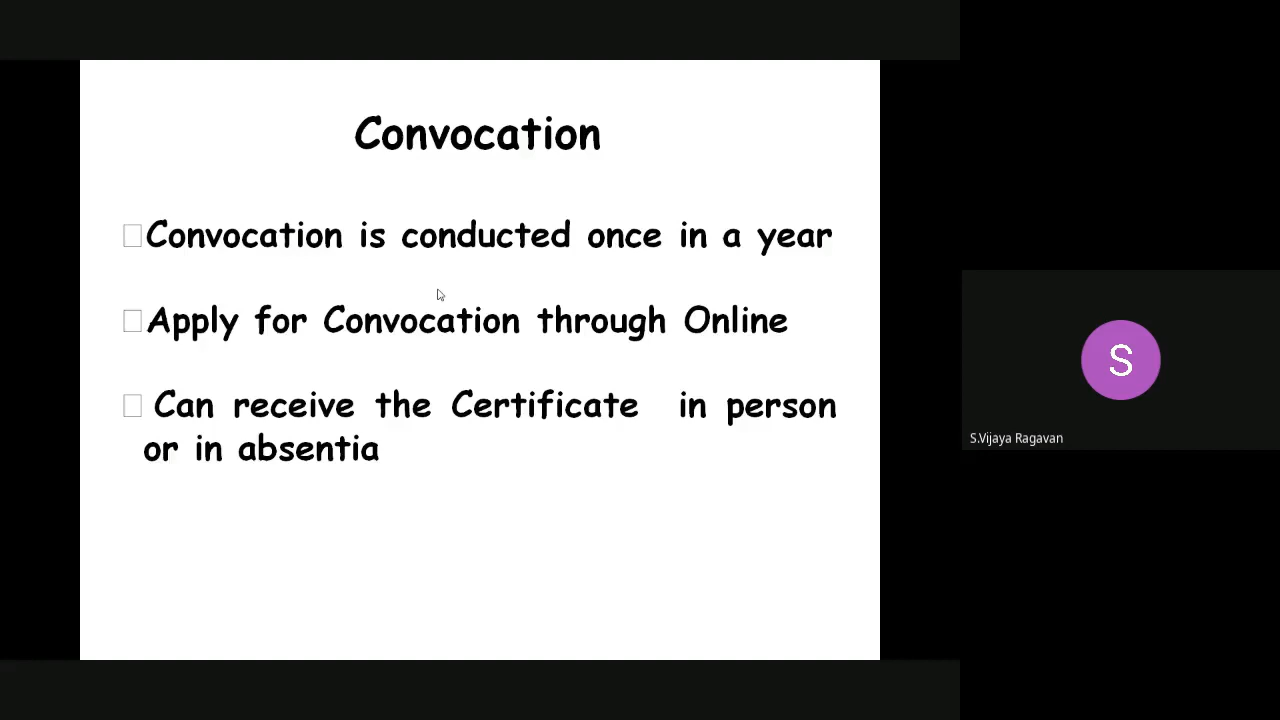 Convocation
Convocation is conducted once in a year
Apply for Convocation through Online
Can receive the Certificate in person
or in absentia
S
S.Vijaya Ragavan